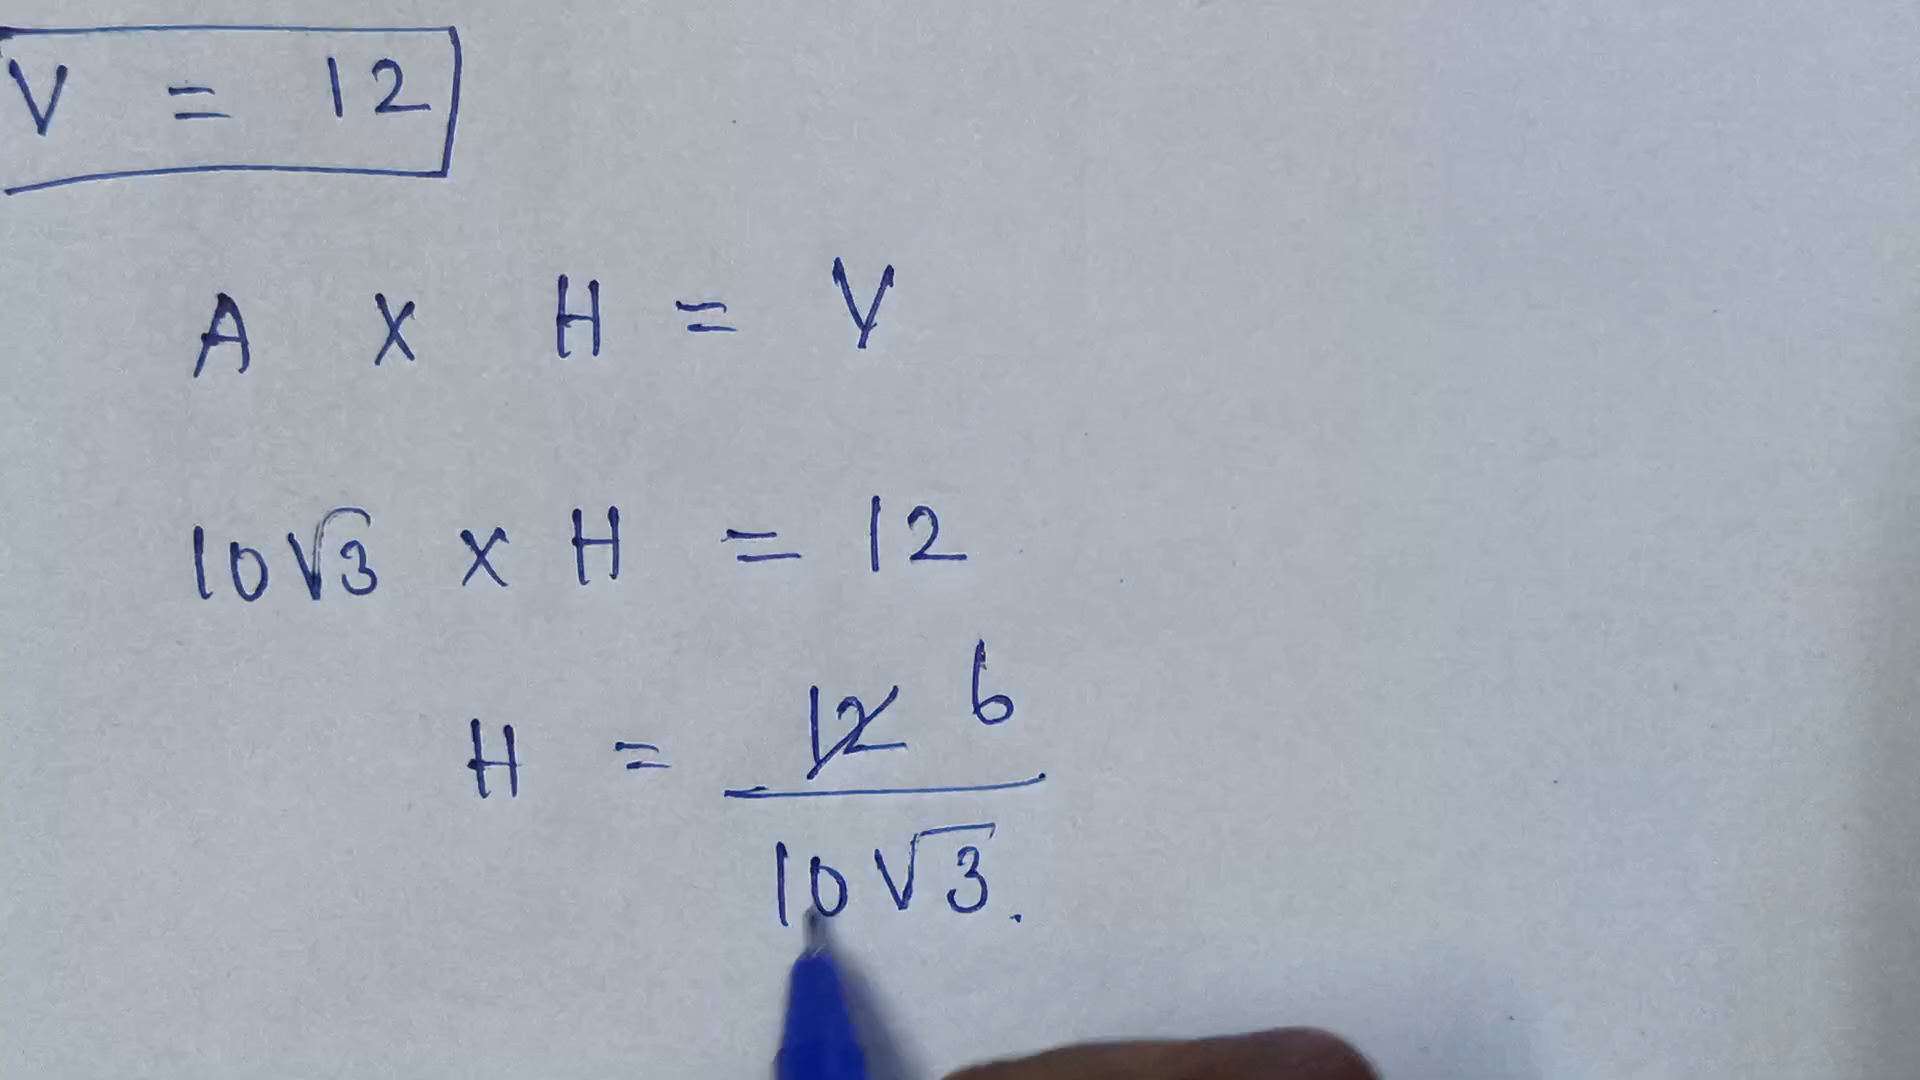 V = 12
A X H = V
10√3 X H = 12
H = 12 6
10√3.